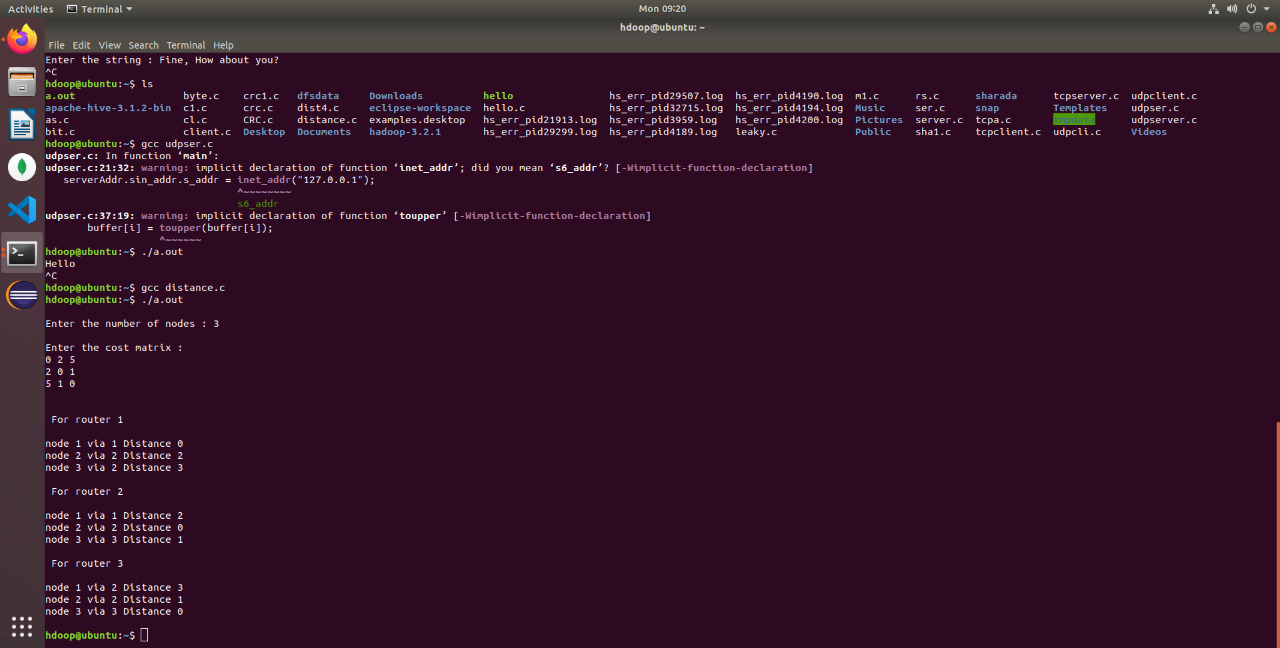 Activities Terminal Mon 09:20
hdoop@ubuntu: ~
File Edit View Search Terminal Help
Enter the string : Fine, How about you?
^C
hdoop@ubuntu:~$ ls
a.out byte.c crc1.c dfsdata Downloads hello hs_err_pid29507.log hs_err_pid4190.log m1.c rs.c sharada tcpserver.c udpclient.c
apache-hive-3.1.2-bin c1.c crc.c dist4.c eclipse-workspace hello.c hs_err_pid32715.log hs_err_pid4194.log Music ser.c snap Templates udpser.c
as.c cl.c CRC.c distance.c examples.desktop hs_err_pid21913.log hs_err_pid3959.log hs_err_pid4200.log Pictures server.c tcpa.c tmpdata udpserver.c
bit.c client.c Desktop Documents hadoop-3.2.1 hs_err_pid29299.log hs_err_pid4189.log leaky.c Public sha1.c tcpclient.c udpcli.c Videos
hdoop@ubuntu:~$ gcc udpser.c
udpser.c: In function ‘main’:
udpser.c:21:32: warning: implicit declaration of function ‘inet_addr’; did you mean ‘s6_addr’? [-Wimplicit-function-declaration]
serverAddr.sin_addr.s_addr = inet_addr("127.0.0.1");
^~~~~~~~~
s6_addr
udpser.c:37:19: warning: implicit declaration of function ‘toupper’ [-Wimplicit-function-declaration]
buffer[i] = toupper(buffer[i]);
^~~~~~~
hdoop@ubuntu:~$ ./a.out
Hello
^C
hdoop@ubuntu:~$ gcc distance.c
hdoop@ubuntu:~$ ./a.out
Enter the number of nodes : 3
Enter the cost matrix :
0 2 5
2 0 1
5 1 0
For router 1
node 1 via 1 Distance 0
node 2 via 2 Distance 2
node 3 via 2 Distance 3
For router 2
node 1 via 1 Distance 2
node 2 via 2 Distance 0
node 3 via 3 Distance 1
For router 3
node 1 via 2 Distance 3
node 2 via 2 Distance 1
node 3 via 3 Distance 0
hdoop@ubuntu:~$